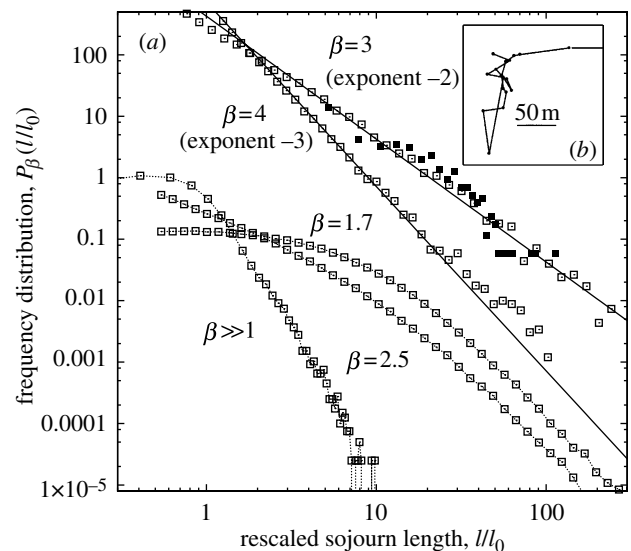 (a)
β=3
(exponent –2)
β=4
(exponent –3)
50 m
(b)
β=1.7
β≫1
β=2.5
100
10
1
0.1
0.01
0.001
0.0001
1×10⁻⁵
frequency distribution, Pβ(l/l₀)
1
10
100
rescaled sojourn length, l/l₀